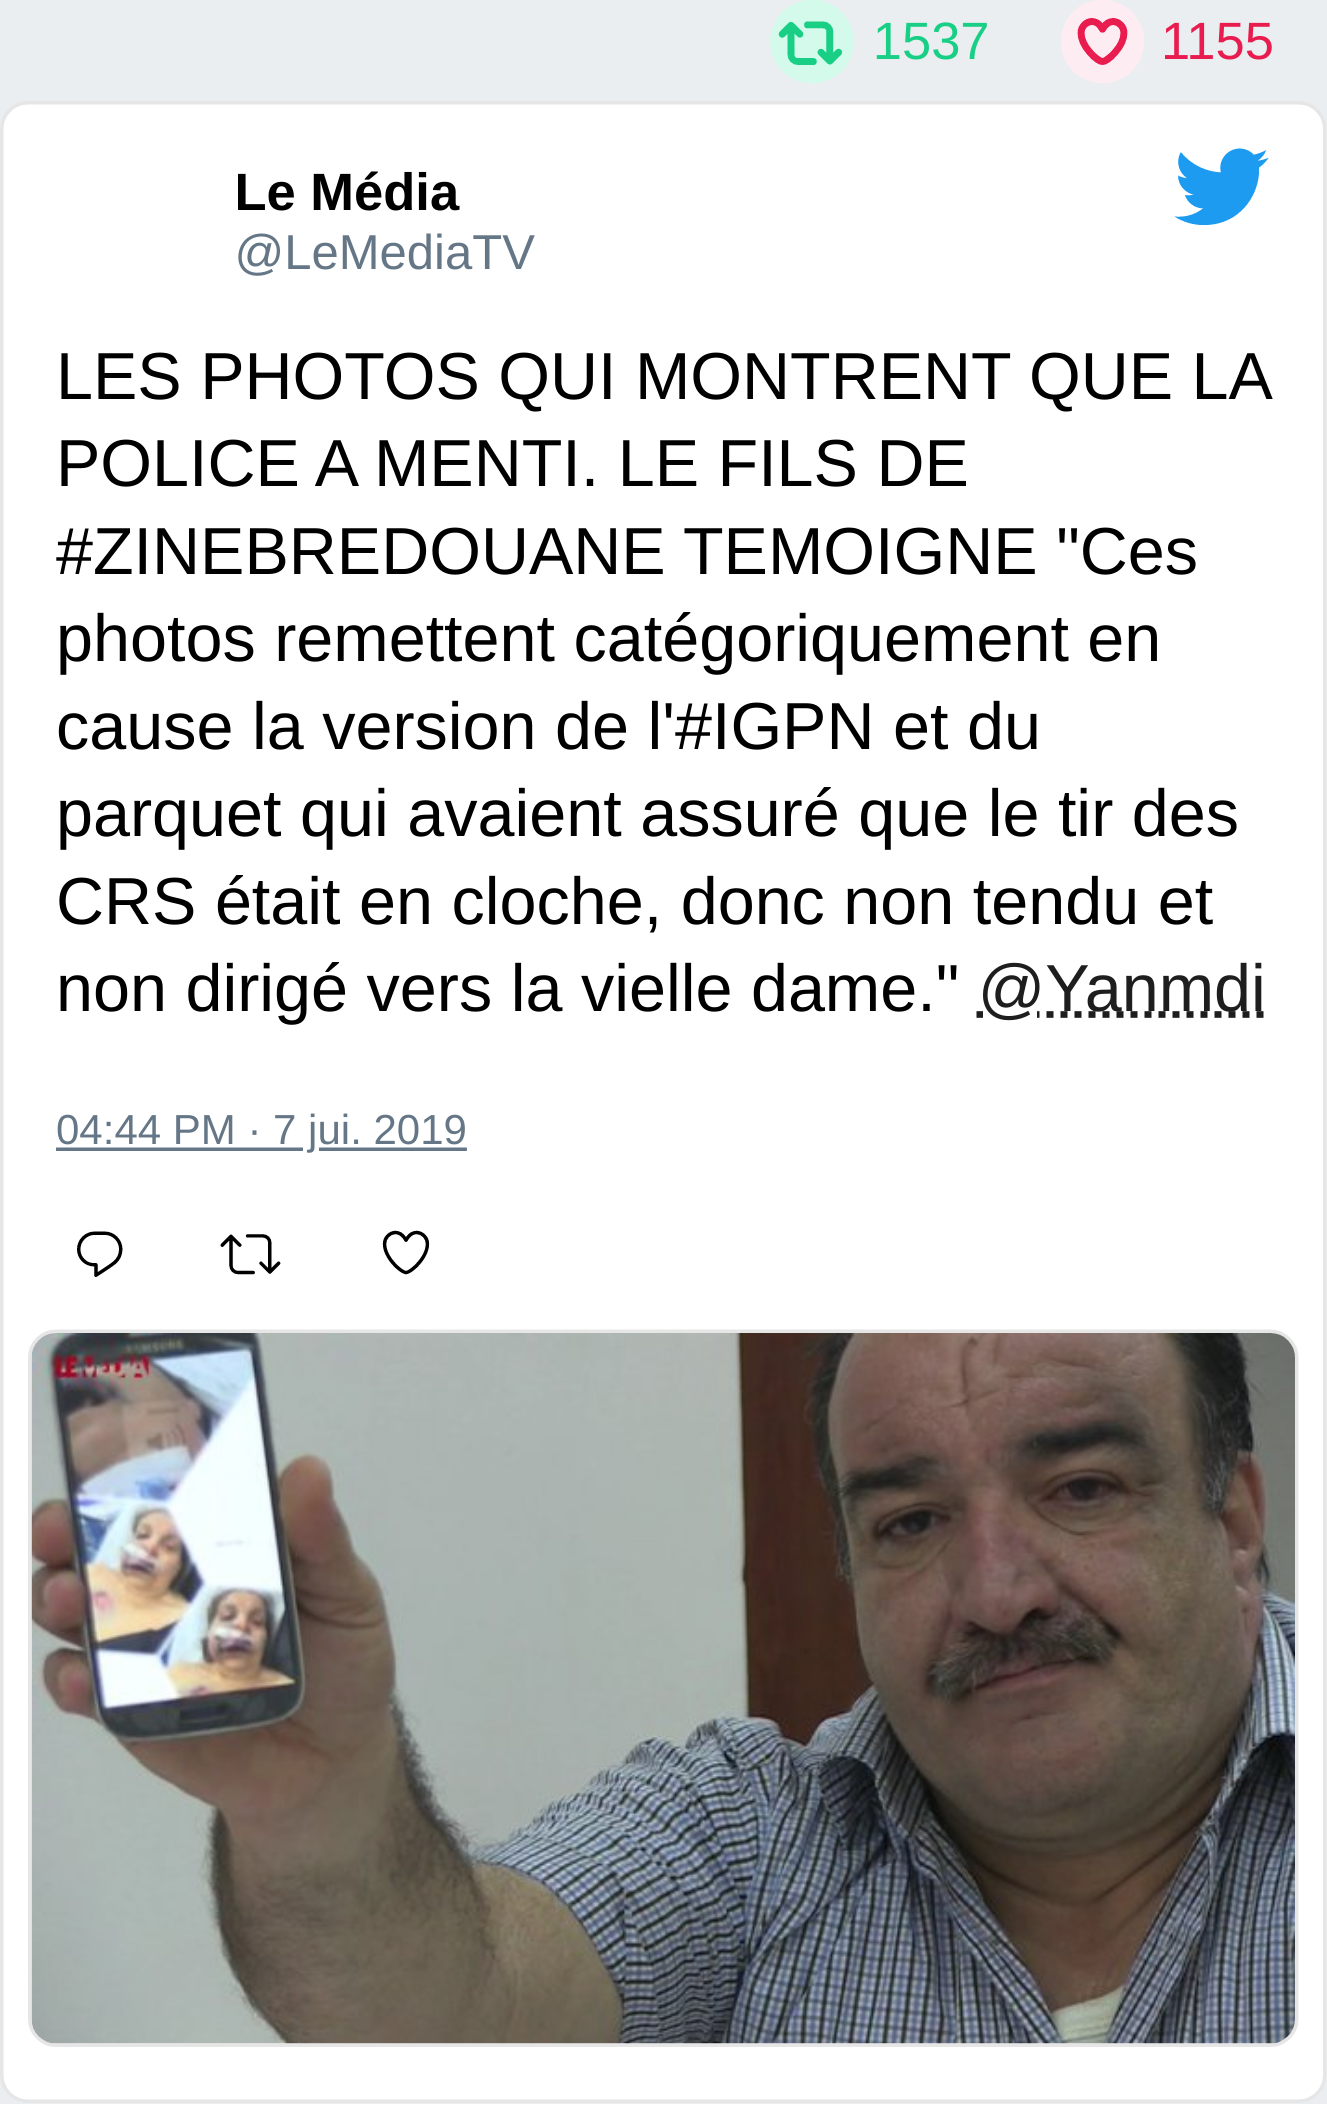 1537 1155
Le Média
@LeMediaTV
LES PHOTOS QUI MONTRENT QUE LA
POLICE A MENTI. LE FILS DE
#ZINEBREDOUANE TEMOIGNE "Ces
photos remettent catégoriquement en
cause la version de l'#IGPN et du
parquet qui avaient assuré que le tir des
CRS était en cloche, donc non tendu et
non dirigé vers la vielle dame." @Yanmdi
04:44 PM · 7 jui. 2019
SAMSUNG
LE